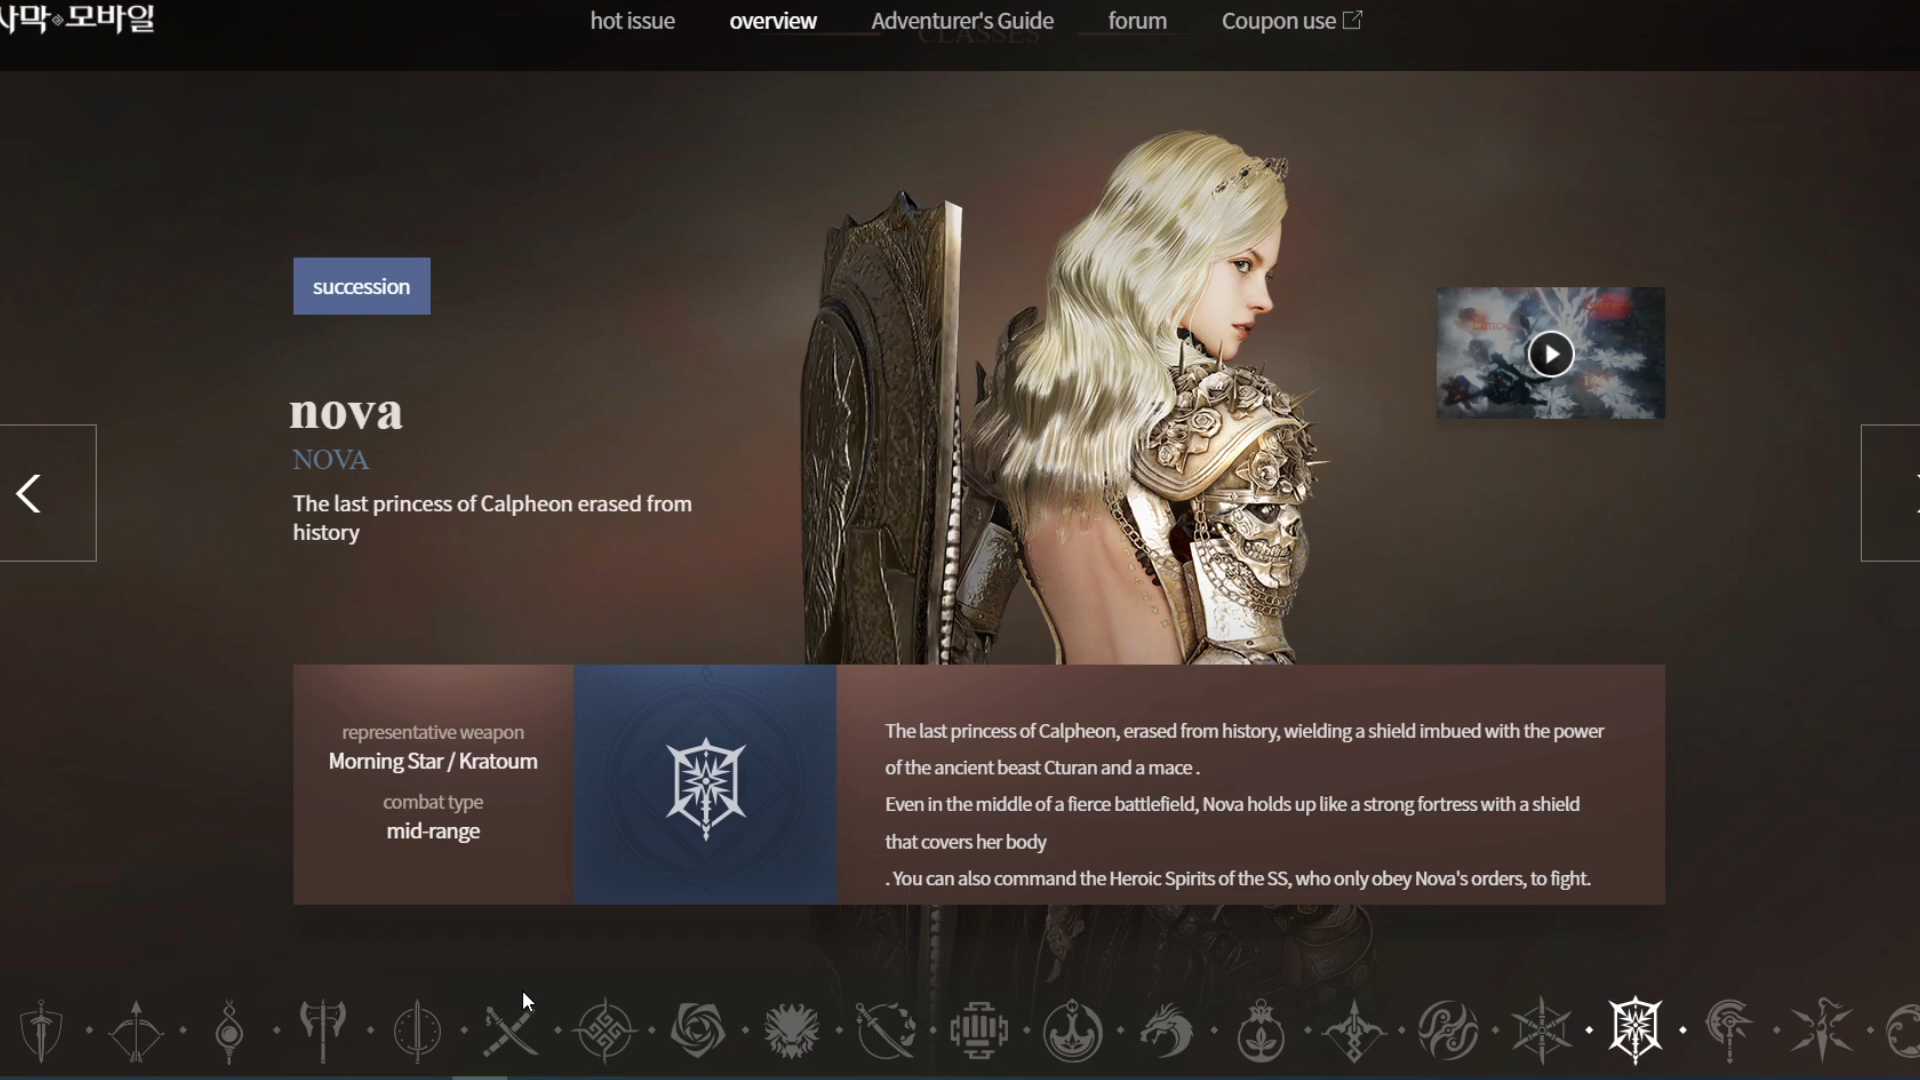 사막 모바일
hot issue
overview
Adventurer's Guide
forum
Coupon use
CLASSES
succession
nova
NOVA
The last princess of Calpheon erased from
history
representative weapon
Morning Star / Kratoum
combat type
mid-range
The last princess of Calpheon, erased from history, wielding a shield imbued with the power
of the ancient beast Cturan and a mace .
Even in the middle of a fierce battlefield, Nova holds up like a strong fortress with a shield
that covers her body
. You can also command the Heroic Spirits of the SS, who only obey Nova's orders, to fight.